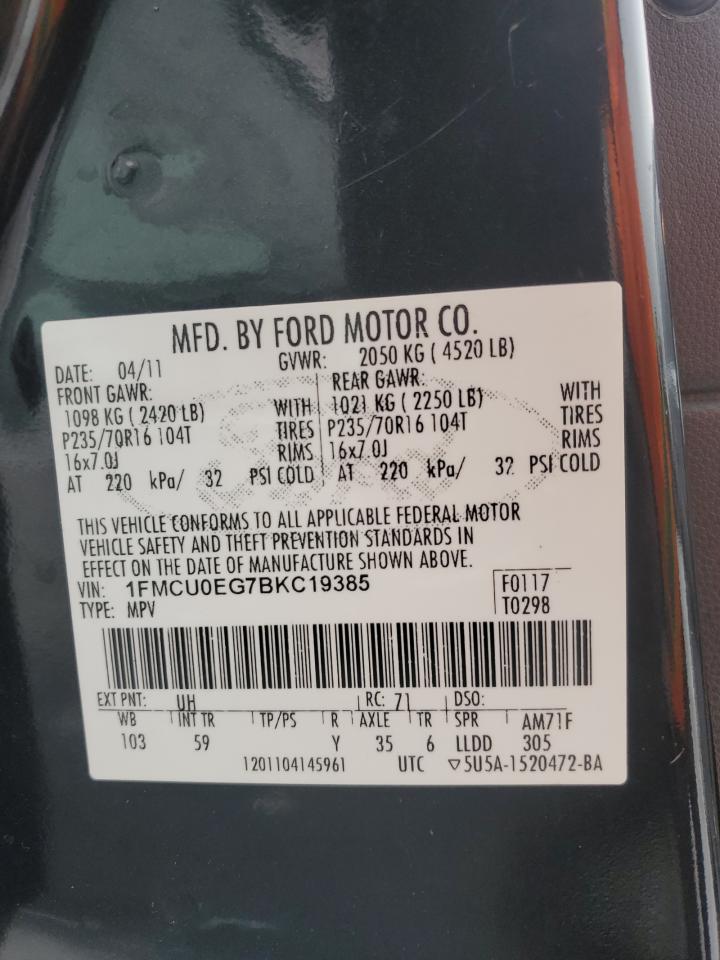 MFD. BY FORD MOTOR CO.
DATE: 04/11 GVWR: 2050 KG ( 4520 LB)
FRONT GAWR: REAR GAWR:
1098 KG ( 2420 LB) WITH 1021 KG ( 2250 LB) WITH
P235/70R16 104T TIRES P235/70R16 104T TIRES
16x7.0J RIMS 16x7.0J RIMS
AT 220 kPa/ 32 PSI COLD AT 220 kPa/ 32 PSI COLD
THIS VEHICLE CONFORMS TO ALL APPLICABLE FEDERAL MOTOR
VEHICLE SAFETY AND THEFT PREVENTION STANDARDS IN
EFFECT ON THE DATE OF MANUFACTURE SHOWN ABOVE.
VIN: 1FMCU0EG7BKC19385 F0117
TYPE: MPV T0298
EXT PNT: UH RC: 71 DSO:
WB INT TR TP/PS R AXLE TR SPR AM71F
103 59 Y 35 6 LLDD 305
1201104145961 UTC ▽5U5A-1520472-BA